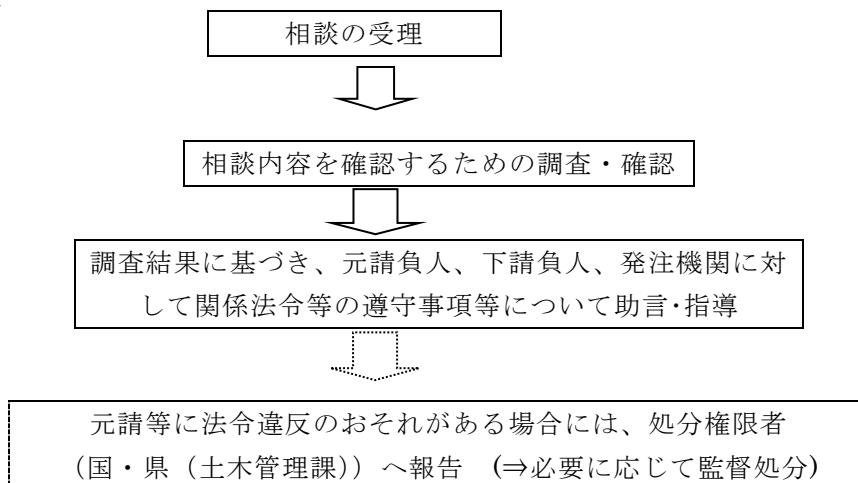 相談の受理
相談内容を確認するための調査・確認
調査結果に基づき、元請負人、下請負人、発注機関に対
して関係法令等の遵守事項等について助言・指導
元請等に法令違反のおそれがある場合には、処分権限者
（国・県（土木管理課））へ報告　(⇒必要に応じて監督処分)